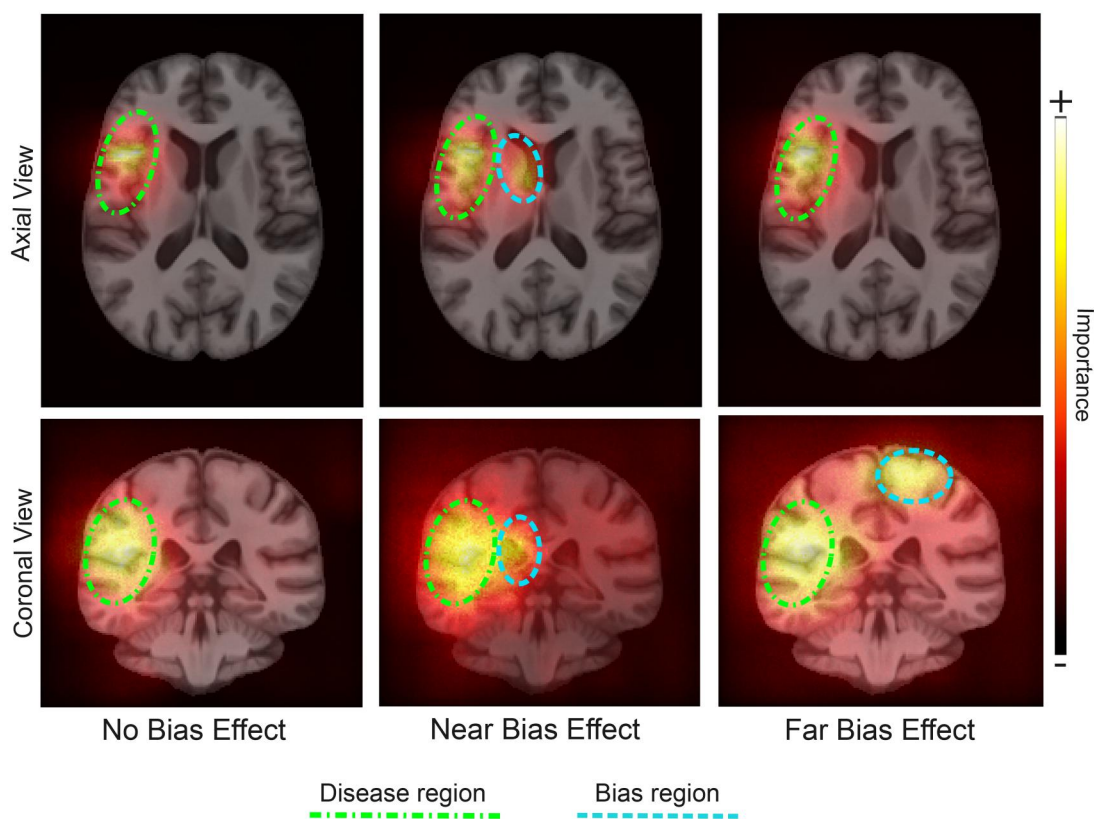 Axial View
+
Importance
Coronal View
-
No Bias Effect
Near Bias Effect
Far Bias Effect
Disease region
Bias region